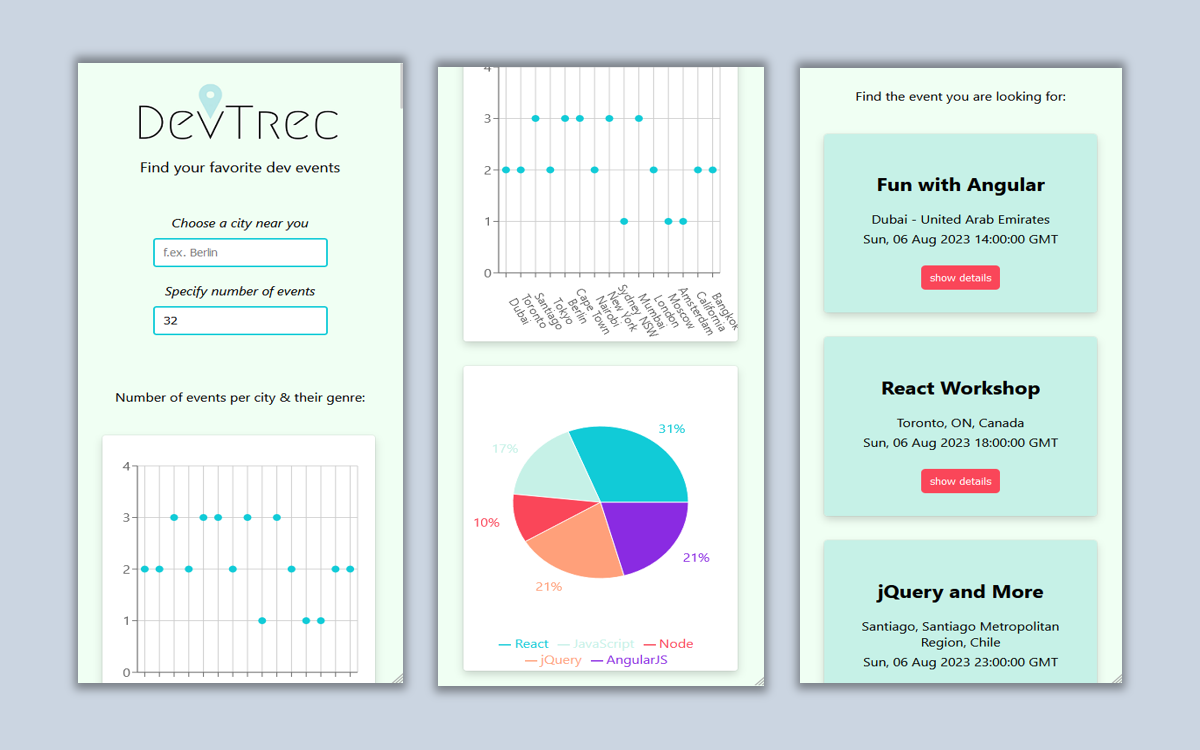 DevTrec
Find your favorite dev events
Choose a city near you
f.ex. Berlin
Specify number of events
32
Number of events per city & their genre:
4
3
2
1
0
4
3
2
1
0
Dubai
Toronto
Santiago
Tokyo
Berlin
Cape Town
Nairobi
New York
Sydney NSW
Mumbai
London
Moscow
Amsterdam
California
Bangkok
31%
17%
10%
21%
21%
React JavaScript Node
jQuery AngularJS
Find the event you are looking for:
Fun with Angular
Dubai - United Arab Emirates
Sun, 06 Aug 2023 14:00:00 GMT
show details
React Workshop
Toronto, ON, Canada
Sun, 06 Aug 2023 18:00:00 GMT
show details
jQuery and More
Santiago, Santiago Metropolitan
Region, Chile
Sun, 06 Aug 2023 23:00:00 GMT